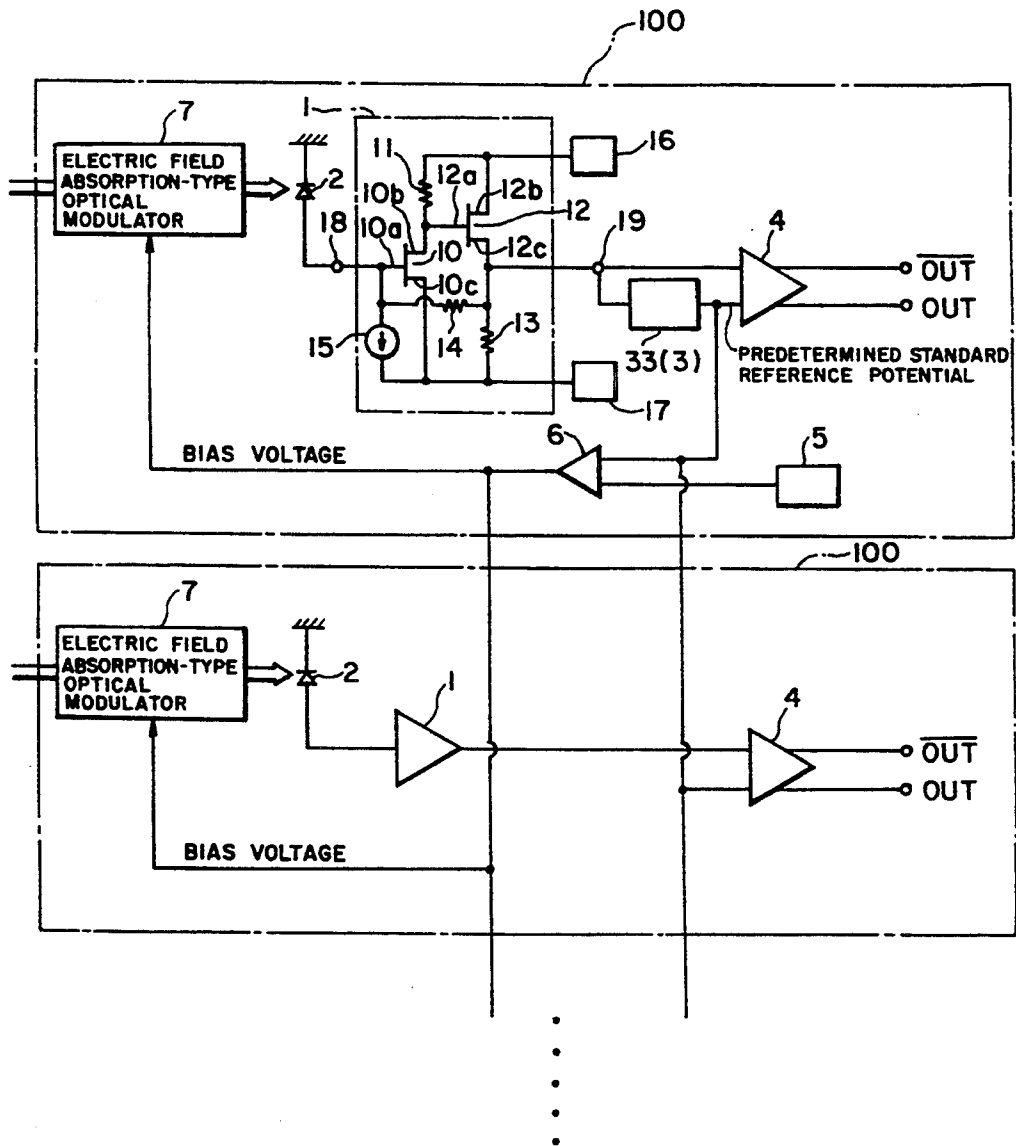 100
7
1
16
ELECTRIC FIELD
ABSORPTION-TYPE
OPTICAL
MODULATOR
2
11
12a
12b
10b
12
18
10a
10
12c
19
4
10c
OUT
OUT
15
14
13
33(3)
PREDETERMINED STANDARD
REFERENCE POTENTIAL
17
6
5
BIAS VOLTAGE
100
7
ELECTRIC FIELD
ABSORPTION-TYPE
OPTICAL
MODULATOR
2
1
4
OUT
OUT
BIAS VOLTAGE